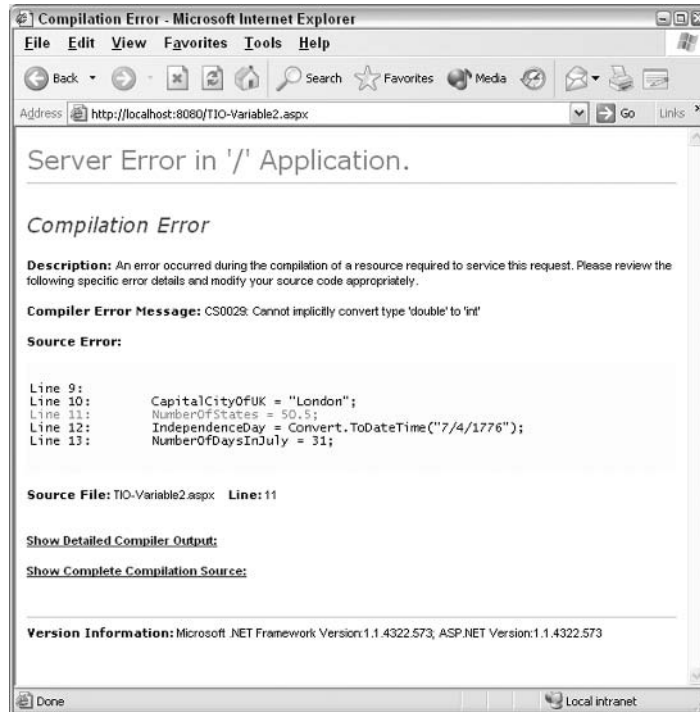 Compilation Error - Microsoft Internet Explorer
File Edit View Favorites Tools Help
Back Search Favorites Media
Address http://localhost:8080/TIO-Variable2.aspx Go Links
Server Error in '/' Application.
Compilation Error
Description: An error occurred during the compilation of a resource required to service this request. Please review the
following specific error details and modify your source code appropriately.
Compiler Error Message: CS0029: Cannot implicitly convert type 'double' to 'int'
Source Error:
Line 9:
Line 10: CapitalCityOfUK = "London";
Line 11: NumberOfStates = 50.5;
Line 12: IndependenceDay = Convert.ToDateTime("7/4/1776");
Line 13: NumberOfDaysInJuly = 31;
Source File: TIO-Variable2.aspx Line: 11
Show Detailed Compiler Output:
Show Complete Compilation Source:
Version Information: Microsoft .NET Framework Version:1.1.4322.573; ASP.NET Version:1.1.4322.573
Done Local intranet